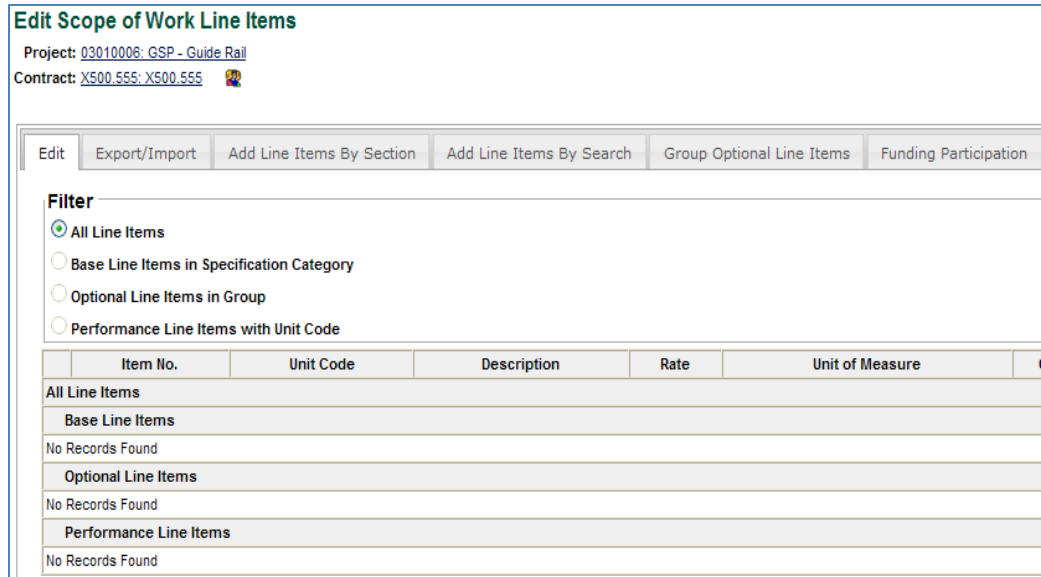 Edit Scope of Work Line Items
Project: 03010006: GSP - Guide Rail
Contract: X500.555: X500.555
Edit Export/Import Add Line Items By Section Add Line Items By Search Group Optional Line Items Funding Participation
Filter
All Line Items
Base Line Items in Specification Category
Optional Line Items in Group
Performance Line Items with Unit Code
Item No. Unit Code Description Rate Unit of Measure
All Line Items
Base Line Items
No Records Found
Optional Line Items
No Records Found
Performance Line Items
No Records Found